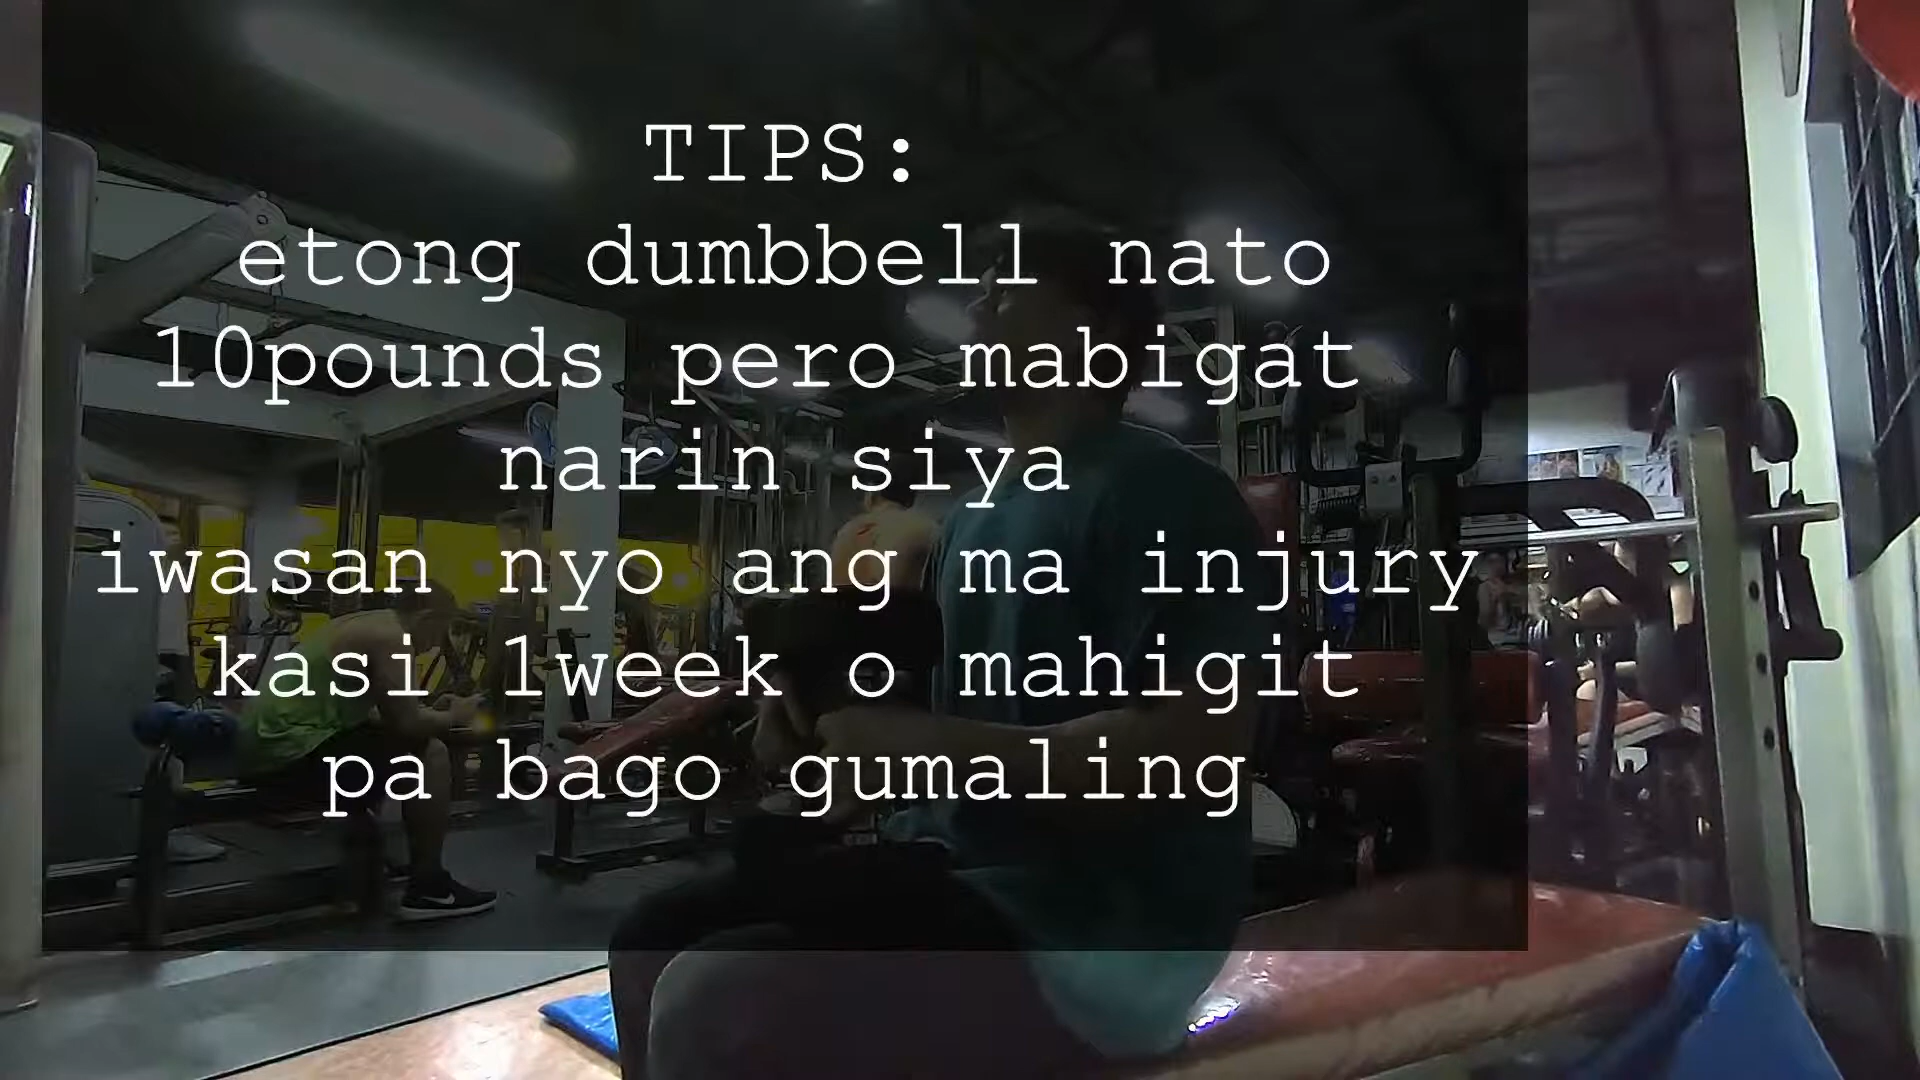 TIPS:
etong dumbbell nato
10pounds pero mabigat
narin siya
iwasan nyo ang ma injury
kasi 1week o mahigit
pa bago gumaling